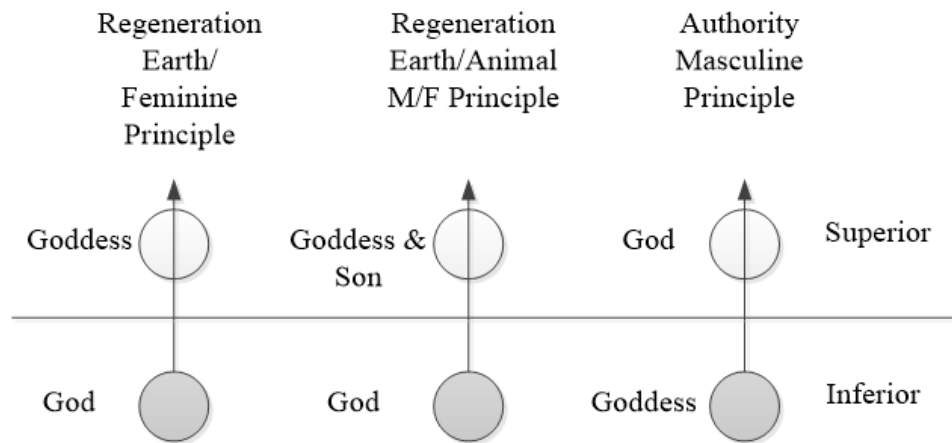 Regeneration
Earth/
Feminine
Principle
Regeneration
Earth/Animal
M/F Principle
Authority
Masculine
Principle
Goddess
Goddess &
Son
God
Superior
God
God
Goddess
Inferior